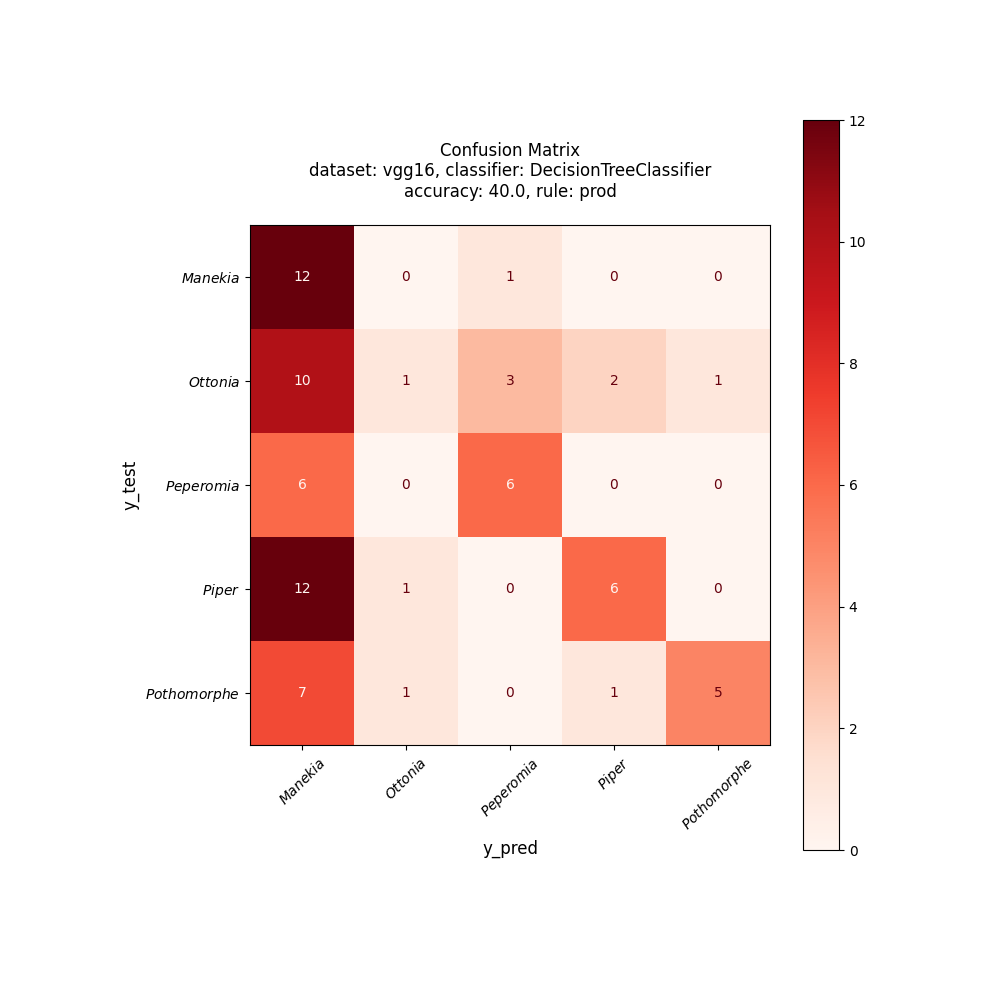 Confusion Matrix
dataset: vgg16, classifier: DecisionTreeClassifier
accuracy: 40.0, rule: prod
12
10
8
6
4
2
0
y_test
Manekia 12 0 1 0 0
Ottonia 10 1 3 2 1
Peperomia 6 0 6 0 0
Piper 12 1 0 6 0
Pothomorphe 7 1 0 1 5
Manekia Ottonia Peperomia Piper Pothomorphe
y_pred